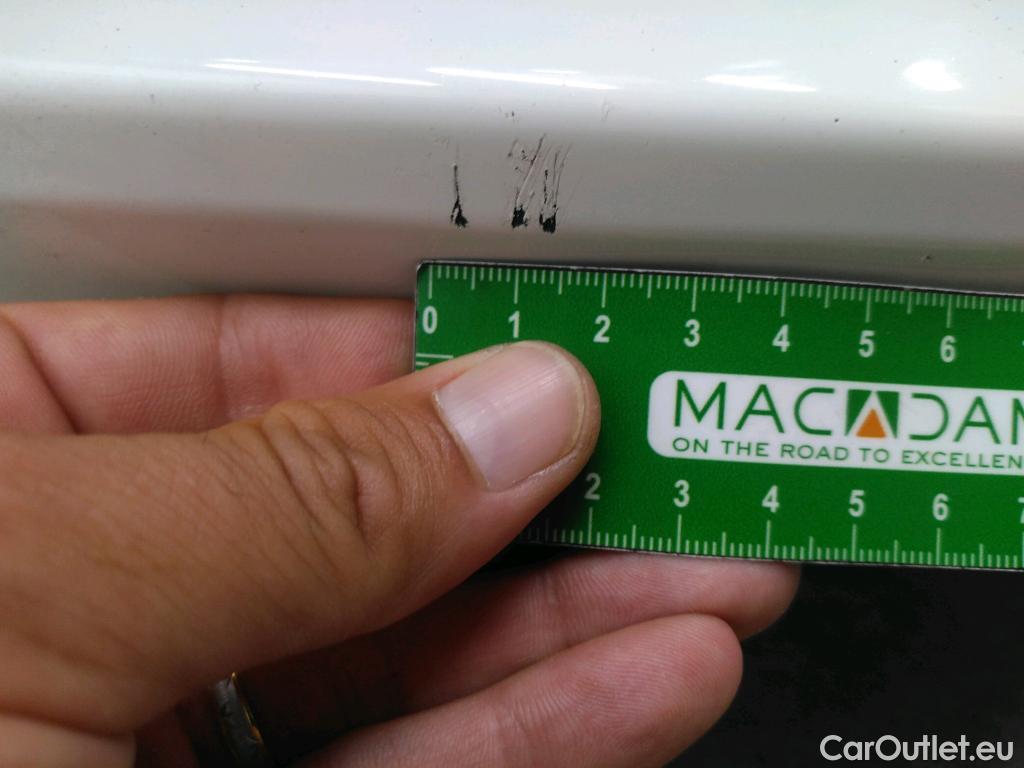 0 1 2 3 4 5 6
MACADAM
ON THE ROAD TO EXCELLEN
2 3 4 5 6 7
CarOutlet.eu